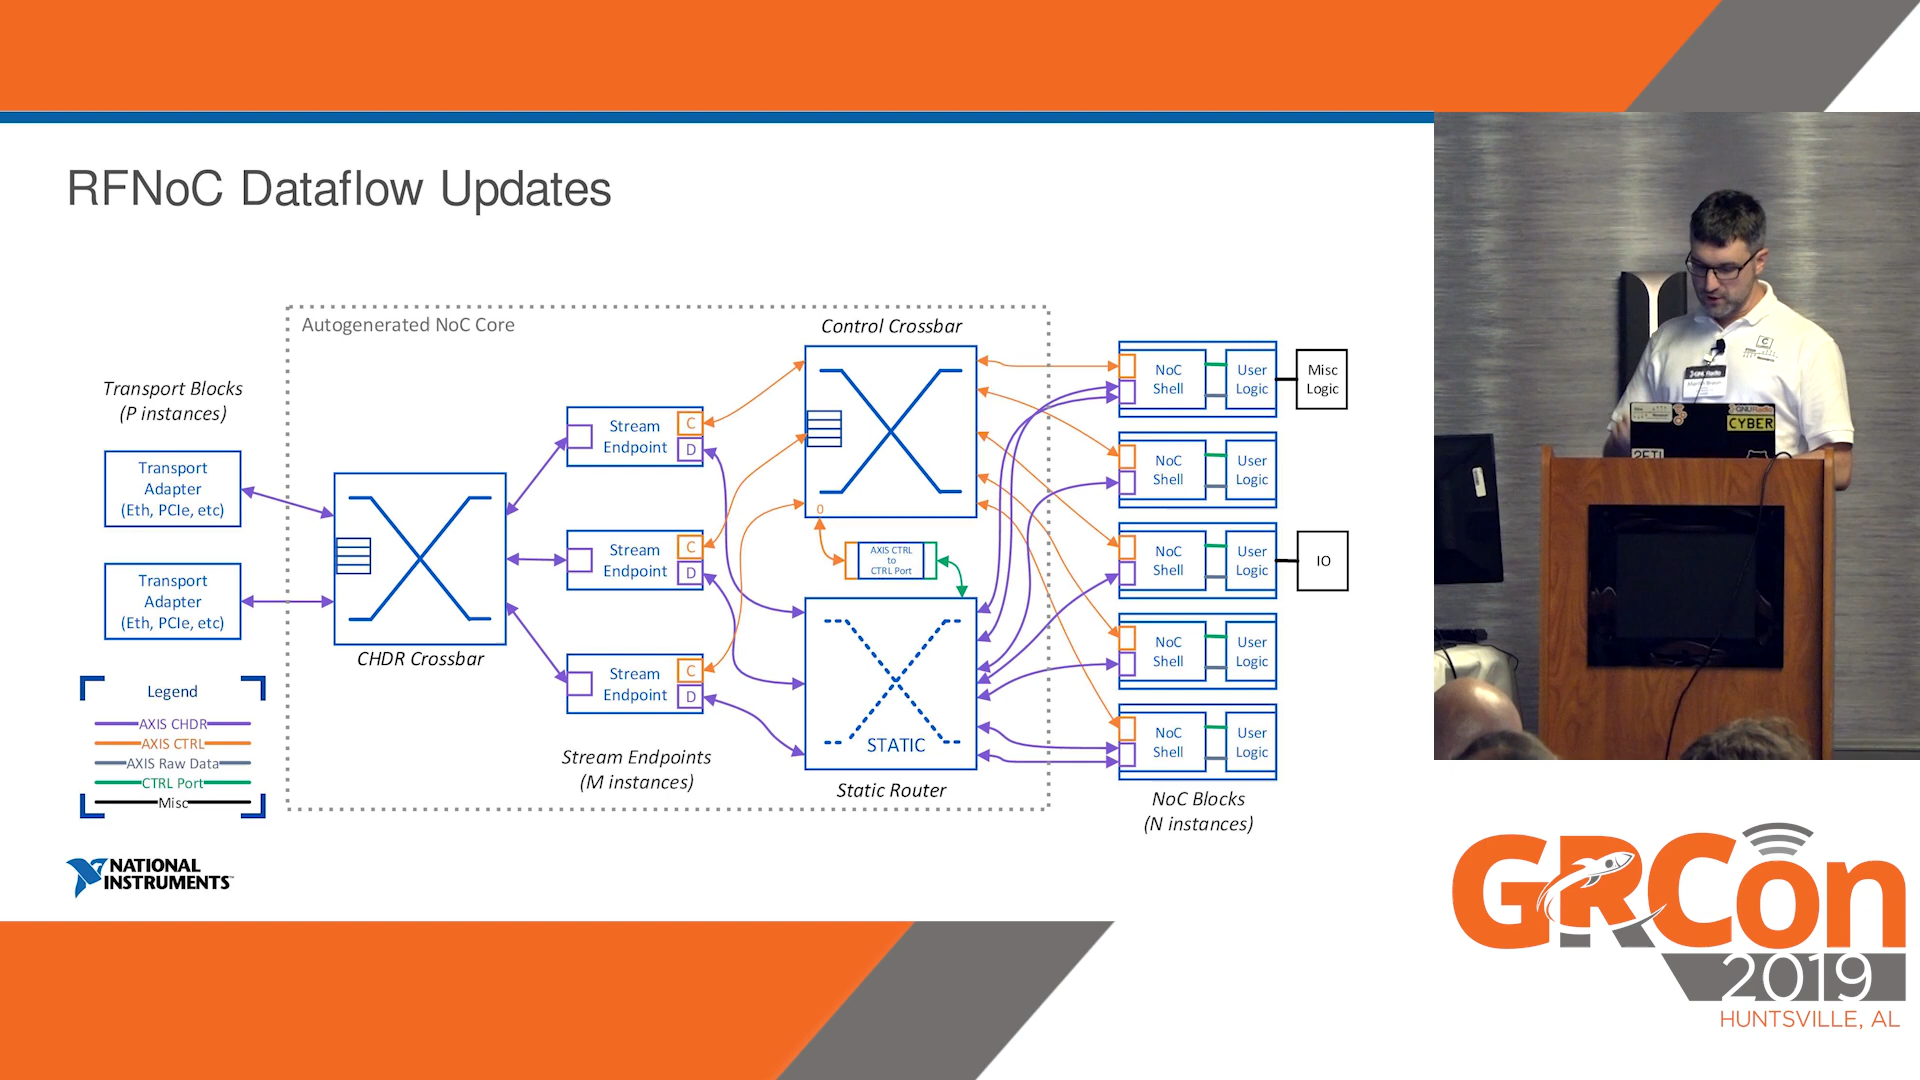 RFNoC Dataflow Updates
Autogenerated NoC Core
Control Crossbar
Transport Blocks
(P instances)
Transport
Adapter
(Eth, PCIe, etc)
Transport
Adapter
(Eth, PCIe, etc)
CHDR Crossbar
Stream
Endpoint
C
D
Stream
Endpoint
C
D
Stream
Endpoint
C
D
Stream Endpoints
(M instances)
0
AXIS CTRL
to
CTRL Port
STATIC
Static Router
NoC
Shell
User
Logic
Misc
Logic
NoC
Shell
User
Logic
NoC
Shell
User
Logic
IO
NoC
Shell
User
Logic
NoC
Shell
User
Logic
NoC Blocks
(N instances)
Legend
AXIS CHDR
AXIS CTRL
AXIS Raw Data
CTRL Port
Misc
NATIONAL
INSTRUMENTS
GNURadio
CYBER
GRCon
2019
HUNTSVILLE, AL